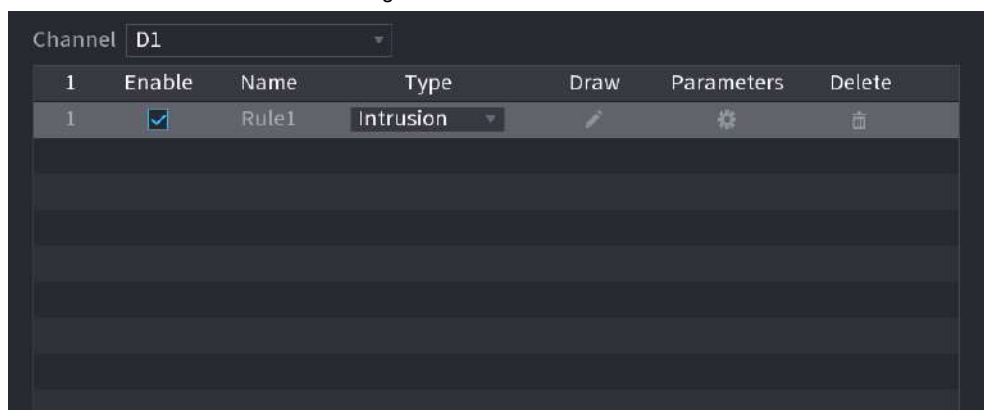 Channel D1
1 Enable Name Type Draw Parameters Delete
1 Rule1 Intrusion